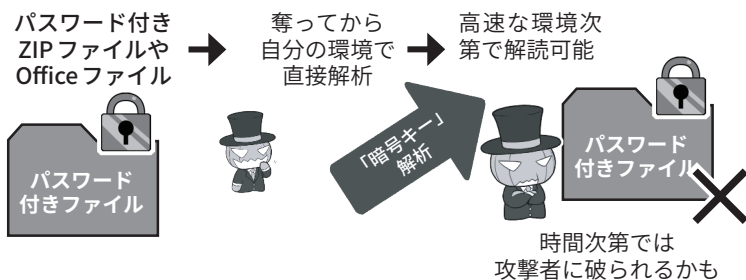 パスワード付き
ZIPファイルや
Officeファイル
奪ってから
自分の環境で
直接解析
高速な環境次
第で解読可能
パスワード
付きファイル
「暗号キー」
解析
パスワード
付きファイル
時間次第では
攻撃者に破られるかも